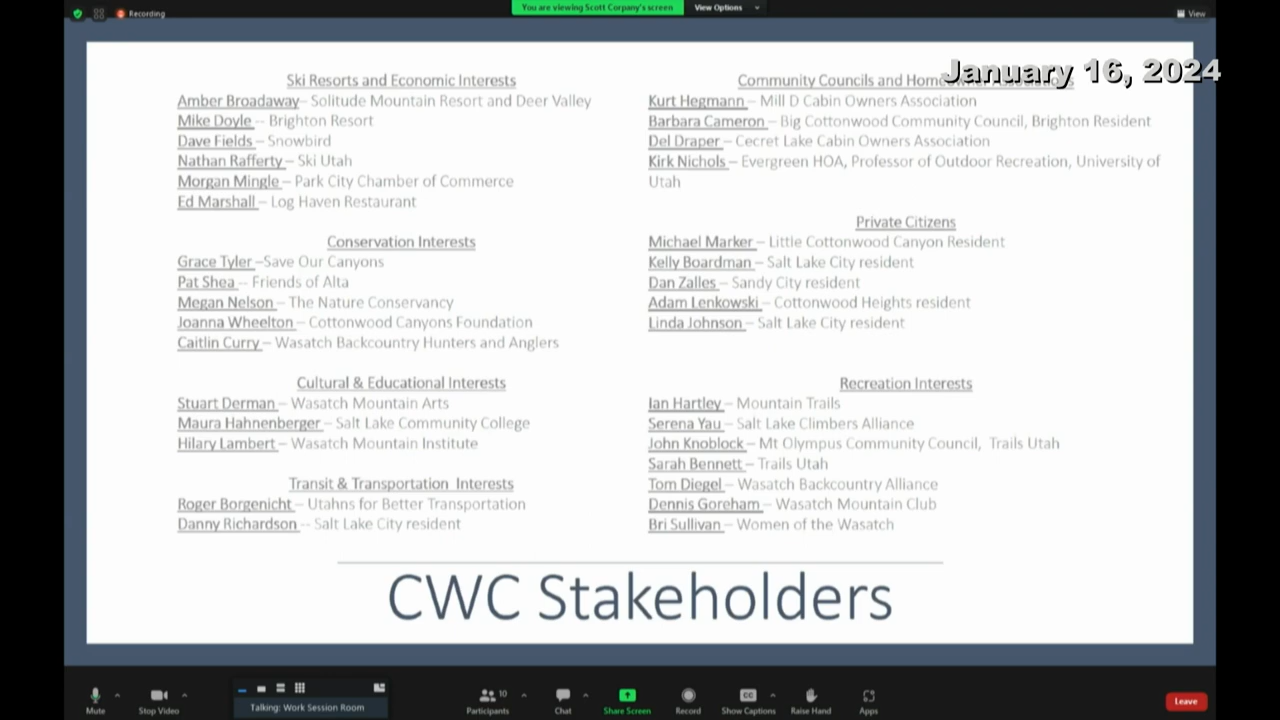 Recording
You are viewing Scott Corpany's screen
View Options
View
January 16, 2024
Ski Resorts and Economic Interests
Amber Broadaway– Solitude Mountain Resort and Deer Valley
Mike Doyle -- Brighton Resort
Dave Fields – Snowbird
Nathan Rafferty – Ski Utah
Morgan Mingle – Park City Chamber of Commerce
Ed Marshall – Log Haven Restaurant
Conservation Interests
Grace Tyler –Save Our Canyons
Pat Shea – Friends of Alta
Megan Nelson – The Nature Conservancy
Joanna Wheelton – Cottonwood Canyons Foundation
Caitlin Curry – Wasatch Backcountry Hunters and Anglers
Cultural & Educational Interests
Stuart Derman – Wasatch Mountain Arts
Maura Hahnenberger – Salt Lake Community College
Hilary Lambert – Wasatch Mountain Institute
Transit & Transportation Interests
Roger Borgenicht – Utahns for Better Transportation
Danny Richardson -- Salt Lake City resident
Community Councils and
Kurt Hegmann – Mill D Cabin Owners Association
Barbara Cameron – Big Cottonwood Community Council, Brighton Resident
Del Draper – Cecret Lake Cabin Owners Association
Kirk Nichols – Evergreen HOA, Professor of Outdoor Recreation, University of
Utah
Private Citizens
Michael Marker – Little Cottonwood Canyon Resident
Kelly Boardman – Salt Lake City resident
Dan Zalles – Sandy City resident
Adam Lenkowski – Cottonwood Heights resident
Linda Johnson – Salt Lake City resident
Recreation Interests
Ian Hartley – Mountain Trails
Serena Yau – Salt Lake Climbers Alliance
John Knoblock – Mt Olympus Community Council, Trails Utah
Sarah Bennett – Trails Utah
Tom Diegel – Wasatch Backcountry Alliance
Dennis Goreham – Wasatch Mountain Club
Bri Sullivan – Women of the Wasatch
CWC Stakeholders
Mute
Stop Video
Talking: Work Session Room
Participants
10
Chat
Share Screen
Record
Show Captions
Raise Hand
Apps
Leave